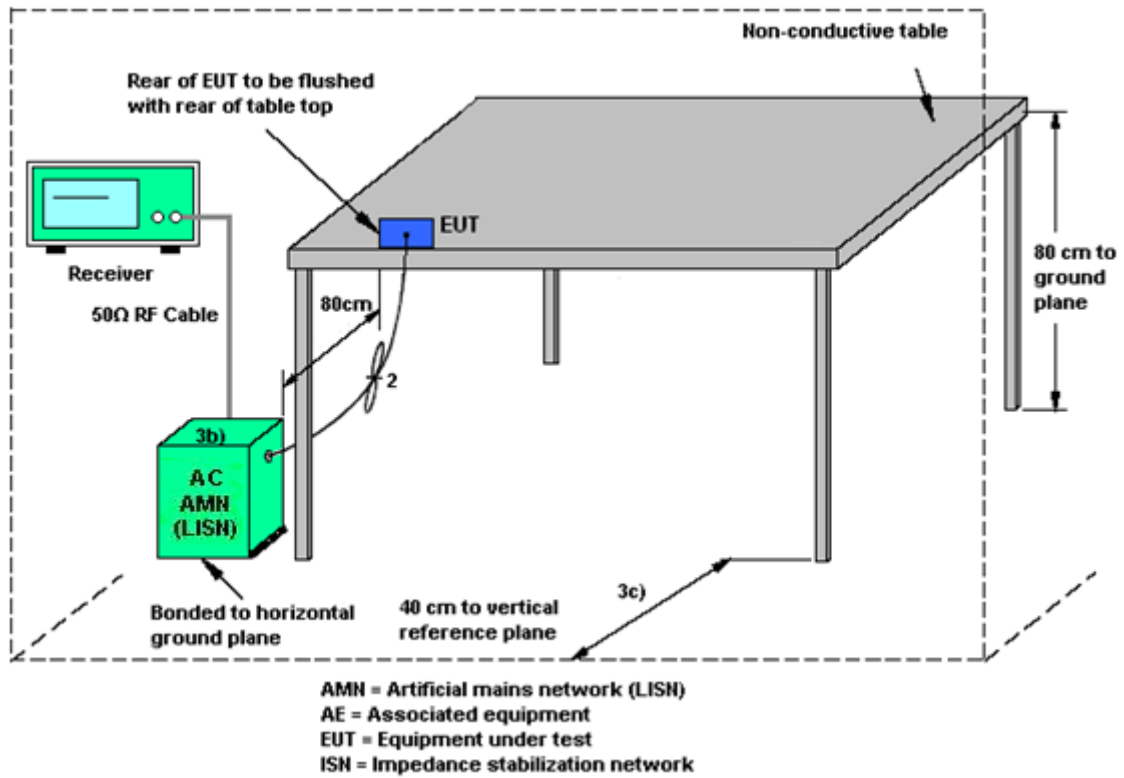 Non-conductive table
Rear of EUT to be flushed
with rear of table top
EUT
Receiver
80cm
80 cm to
ground
plane
50Ω RF Cable
2
3b)
AC
AMN
(LISN)
3c)
Bonded to horizontal
ground plane
40 cm to vertical
reference plane
AMN = Artificial mains network (LISN)
AE = Associated equipment
EUT = Equipment under test
ISN = Impedance stabilization network